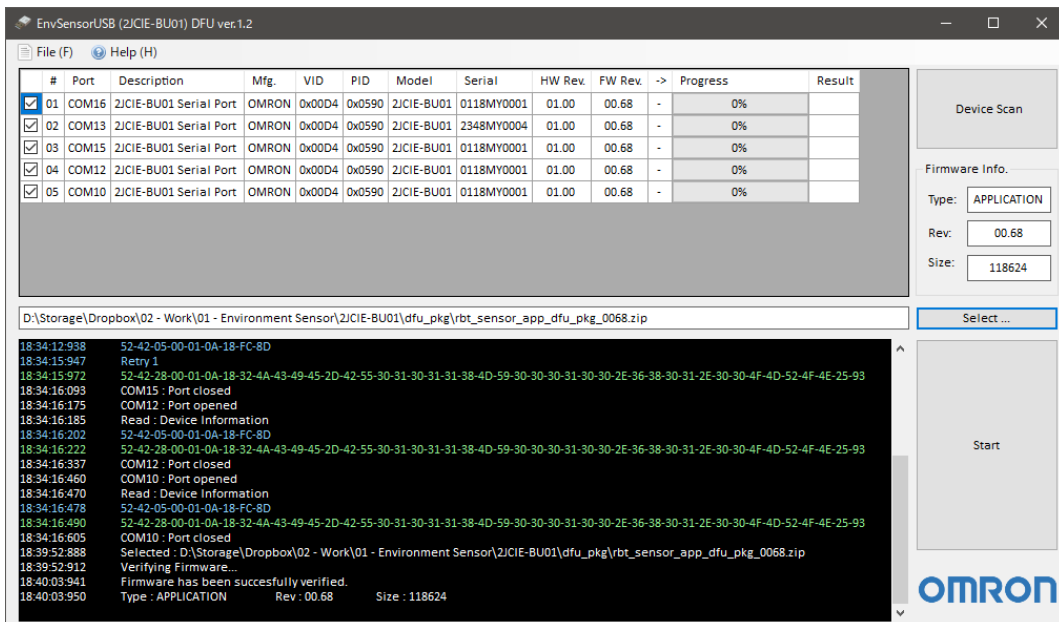 EnvSensorUSB (2JCIE-BU01) DFU ver.1.2
File (F) Help (H)
# Port Description Mfg. VID PID Model Serial HW Rev. FW Rev. -> Progress Result
01 COM16 2JCIE-BU01 Serial Port OMRON 0x00D4 0x0590 2JCIE-BU01 0118MY0001 01.00 00.68 - 0%
02 COM13 2JCIE-BU01 Serial Port OMRON 0x00D4 0x0590 2JCIE-BU01 2348MY0004 01.00 00.68 - 0%
03 COM15 2JCIE-BU01 Serial Port OMRON 0x00D4 0x0590 2JCIE-BU01 0118MY0001 01.00 00.68 - 0%
04 COM12 2JCIE-BU01 Serial Port OMRON 0x00D4 0x0590 2JCIE-BU01 0118MY0001 01.00 00.68 - 0%
05 COM10 2JCIE-BU01 Serial Port OMRON 0x00D4 0x0590 2JCIE-BU01 0118MY0001 01.00 00.68 - 0%
Device Scan
Firmware Info.
Type: APPLICATION
Rev: 00.68
Size: 118624
D:\Storage\Dropbox\02 - Work\01 - Environment Sensor\2JCIE-BU01\dfu_pkg\rbt_sensor_app_dfu_pkg_0068.zip
Select ...
18:34:12:938 52-42-05-00-01-0A-18-FC-8D
18:34:15:947 Retry 1
18:34:15:972 52-42-28-00-01-0A-18-32-4A-43-49-45-2D-42-55-30-31-30-31-31-38-4D-59-30-30-30-31-30-30-2E-36-38-30-31-2E-30-30-4F-4D-52-4F-4E-25-93
18:34:16:093 COM15 : Port closed
18:34:16:175 COM12 : Port opened
18:34:16:185 Read : Device Information
18:34:16:202 52-42-05-00-01-0A-18-FC-8D
18:34:16:222 52-42-28-00-01-0A-18-32-4A-43-49-45-2D-42-55-30-31-30-31-31-38-4D-59-30-30-30-31-30-30-2E-36-38-30-31-2E-30-30-4F-4D-52-4F-4E-25-93
18:34:16:337 COM12 : Port closed
18:34:16:460 COM10 : Port opened
18:34:16:470 Read : Device Information
18:34:16:478 52-42-05-00-01-0A-18-FC-8D
18:34:16:490 52-42-28-00-01-0A-18-32-4A-43-49-45-2D-42-55-30-31-30-31-31-38-4D-59-30-30-30-31-30-30-2E-36-38-30-31-2E-30-30-4F-4D-52-4F-4E-25-93
18:34:16:605 COM10 : Port closed
18:39:52:888 Selected : D:\Storage\Dropbox\02 - Work\01 - Environment Sensor\2JCIE-BU01\dfu_pkg\rbt_sensor_app_dfu_pkg_0068.zip
18:39:52:912 Verifying Firmware...
18:40:03:941 Firmware has been succesfully verified.
18:40:03:950 Type : APPLICATION Rev : 00.68 Size : 118624
Start
OMRON